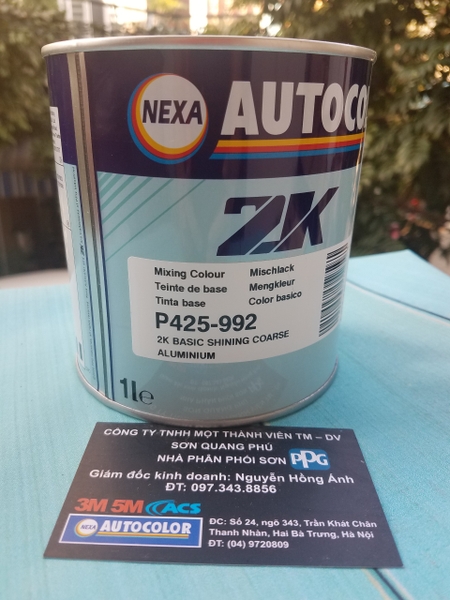 NEXA AUTOCOLO
2K
Mixing Colour Mischlack
Teinte de base Mengkleur
Tinta base Color basico
P425-992
2K BASIC SHINING COARSE
ALUMINIUM
1le
CÔNG TY TNHH MỘT THÀNH VIÊN TM – DV
SƠN QUANG PHÚ
NHÀ PHÂN PHỐI SƠN PPG
Giám đốc kinh doanh: Nguyễn Hồng Ánh
ĐT: 097.343.8856
3M 5M ACS
NEXA AUTOCOLOR
ĐC: Số 24, ngõ 343, Trần Khát Chân
Thanh Nhàn, Hai Bà Trưng, Hà Nội
ĐT: (04) 9720809